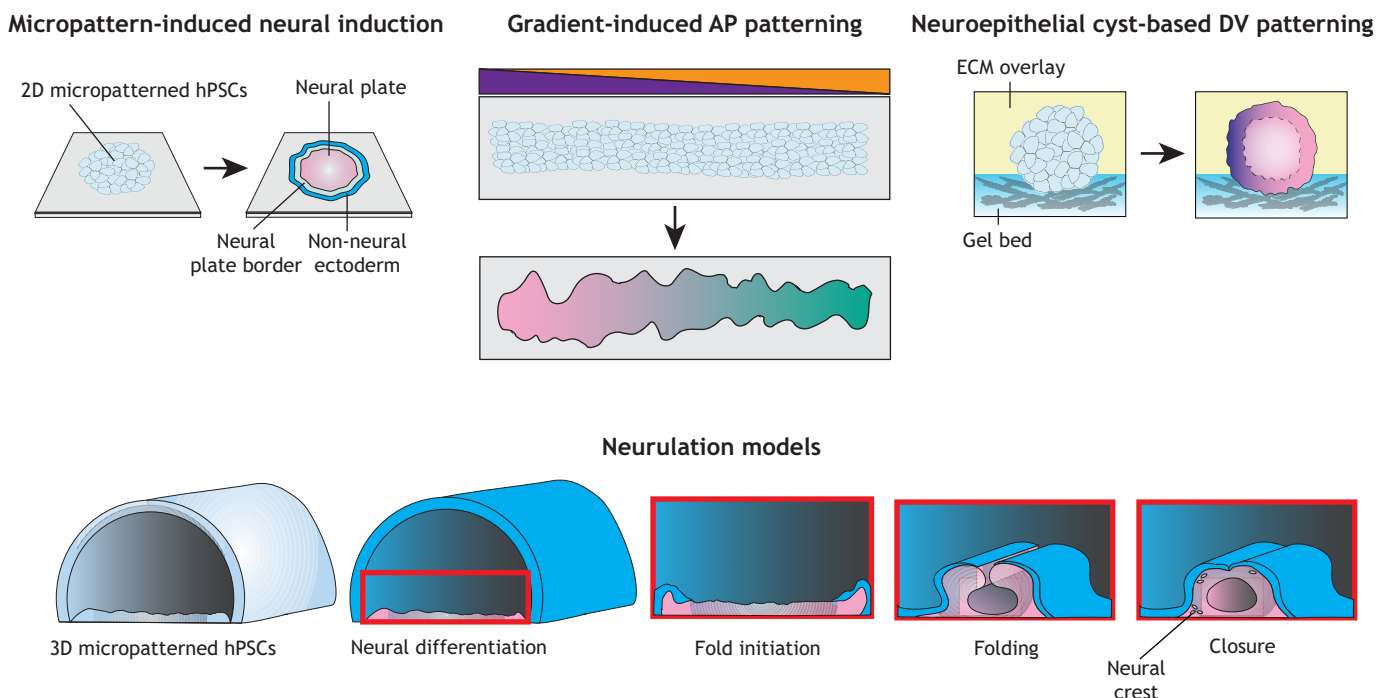 Micropattern-induced neural induction
Gradient-induced AP patterning
Neuroepithelial cyst-based DV patterning
2D micropatterned hPSCs
Neural plate
Neural
plate border
Non-neural
ectoderm
ECM overlay
Gel bed
Neurulation models
3D micropatterned hPSCs
Neural differentiation
Fold initiation
Folding
Closure
Neural
crest